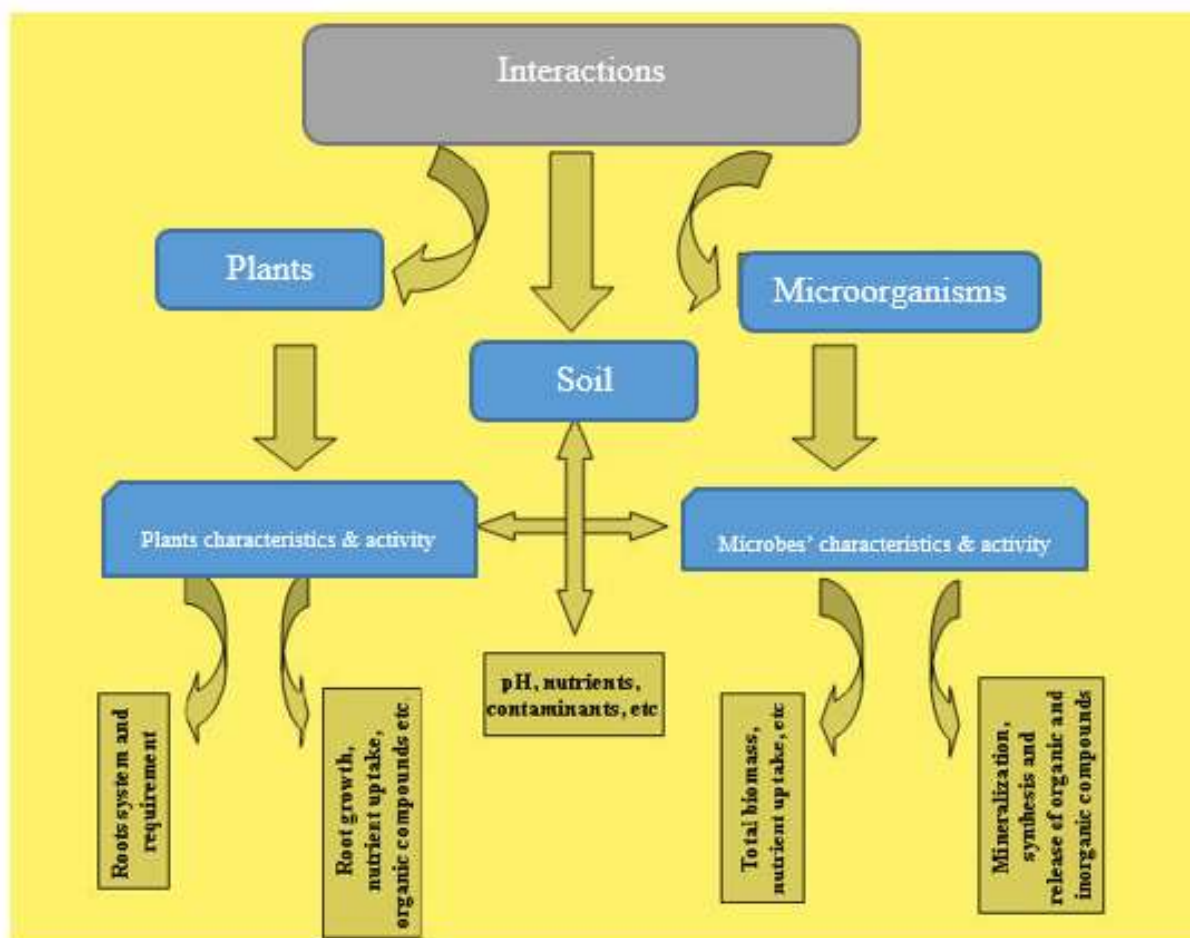 Interactions
Plants
Microorganisms
Soil
Plants characteristics & activity
Microbes’ characteristics & activity
pH, nutrients,
contaminants, etc
Roots system and
requirement
Root growth,
nutrient uptake,
organic compounds etc
Total biomass,
nutrient uptake, etc
Mineralization,
synthesis and
release of organic and
inorganic compounds